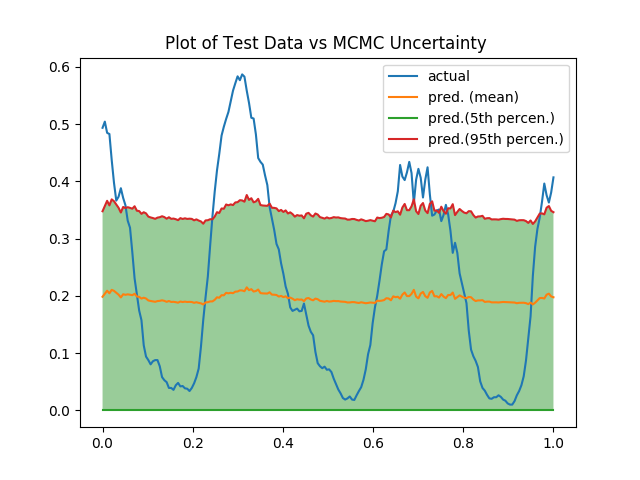 Plot of Test Data vs MCMC Uncertainty
actual
pred. (mean)
pred.(5th percen.)
pred.(95th percen.)
0.6
0.5
0.4
0.3
0.2
0.1
0.0
0.0 0.2 0.4 0.6 0.8 1.0